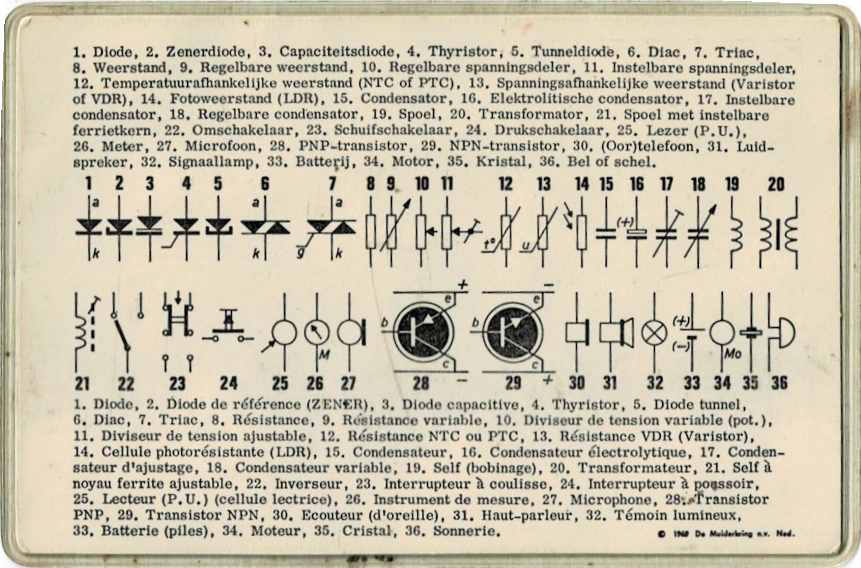 1. Diode, 2. Zenerdiode, 3. Capaciteitsdiode, 4. Thyristor, 5. Tunneldiode, 6. Diac, 7. Triac,
8. Weerstand, 9. Regelbare weerstand, 10. Regelbare spanningsdeler, 11. Instelbare spanningsdeler,
12. Temperatuurafhankelijke weerstand (NTC of PTC), 13. Spanningsafhankelijke weerstand (Varistor
of VDR), 14. Fotoweerstand (LDR), 15. Condensator, 16. Elektrolitische condensator, 17. Instelbare
condensator, 18. Regelbare condensator, 19. Spoel, 20. Transformator, 21. Spoel met instelbare
ferrietkern, 22. Omschakelaar, 23. Schuifschakelaar, 24. Drukschakelaar, 25. Lezer (P.U.),
26. Meter, 27. Microfoon, 28. PNP-transistor, 29. NPN-transistor, 30. (Oor)telefoon, 31. Luid-
spreker, 32. Signaallamp, 33. Batterij, 34. Motor, 35. Kristal, 36. Bel of schel.
1 2 3 4 5 6 7 8 9 10 11 12 13 14 15 16 17 18 19 20
a a a
(+)
t° u
k k g k
+ −
e e
b b (+)
M (−) Mo
c c
− +
21 22 23 24 25 26 27 28 29 30 31 32 33 34 35 36
1. Diode, 2. Diode de référence (ZENER), 3. Diode capacitive, 4. Thyristor, 5. Diode tunnel,
6. Diac, 7. Triac, 8. Résistance, 9. Résistance variable, 10. Diviseur de tension variable (pot.),
11. Diviseur de tension ajustable, 12. Résistance NTC ou PTC, 13. Résistance VDR (Varistor),
14. Cellule photorésistante (LDR), 15. Condensateur, 16. Condensateur électrolytique, 17. Conden-
sateur d'ajustage, 18. Condensateur variable, 19. Self (bobinage), 20. Transformateur, 21. Self à
noyau ferrite ajustable, 22. Inverseur, 23. Interrupteur à coulisse, 24. Interrupteur à poussoir,
25. Lecteur (P.U.) (cellule lectrice), 26. Instrument de mesure, 27. Microphone, 28. Transistor
PNP, 29. Transistor NPN, 30. Ecouteur (d'oreille), 31. Haut-parleur, 32. Témoin lumineux,
33. Batterie (piles), 34. Moteur, 35. Cristal, 36. Sonnerie.
© 1969 De Muiderkring n.v. Ned.